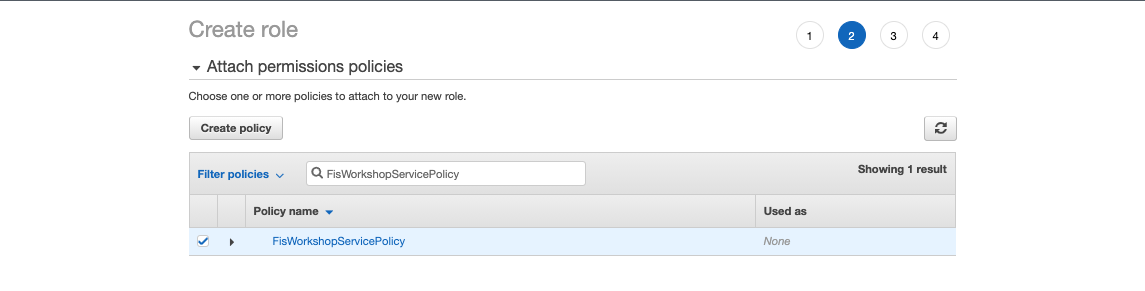 Create role
1 2 3 4
Attach permissions policies
Choose one or more policies to attach to your new role.
Create policy
Filter policies FisWorkshopServicePolicy Showing 1 result
Policy name Used as
FisWorkshopServicePolicy None